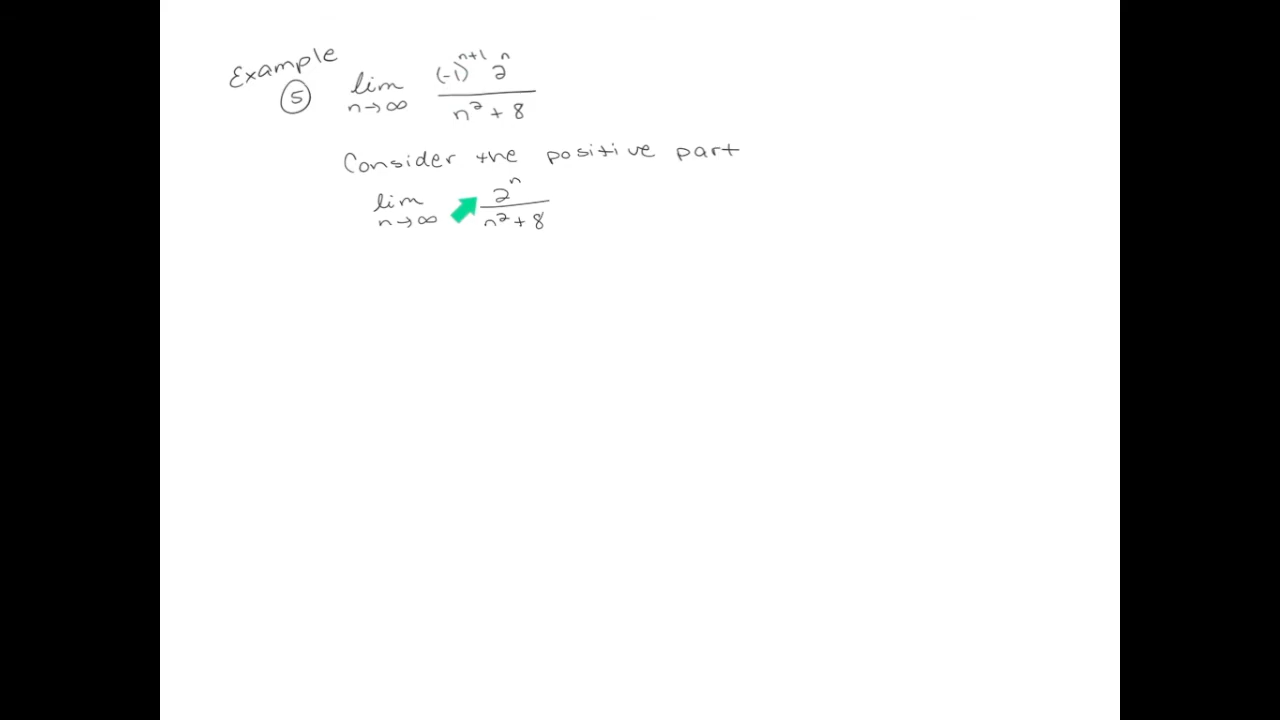 Example
⑤ lim n→∞ (-1)^(n+1) 2^n / (n^2 + 8)
Consider the positive part
lim n→∞ 2^n / (n^2 + 8)